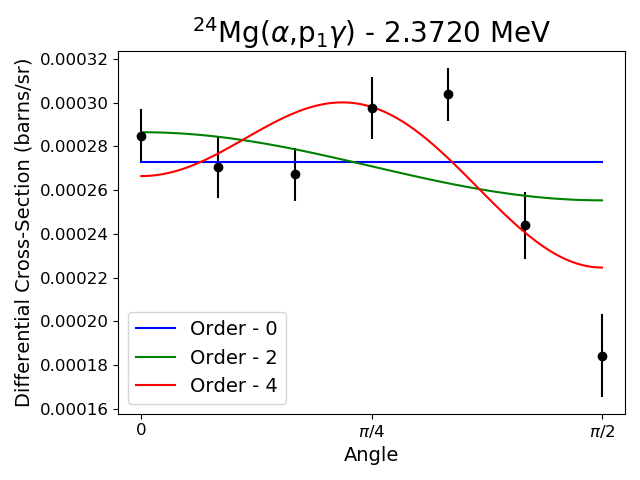 ²⁴Mg(α,p₁γ) - 2.3720 MeV
Differential Cross-Section (barns/sr)
0.00032
0.00030
0.00028
0.00026
0.00024
0.00022
0.00020
0.00018
0.00016
Order - 0
Order - 2
Order - 4
0
π/4
π/2
Angle